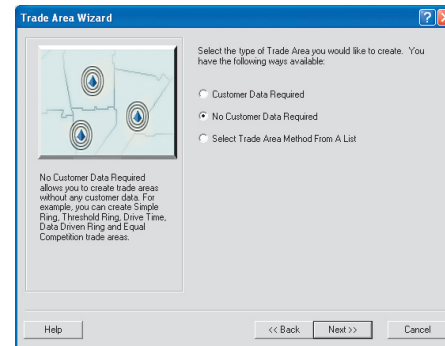 Trade Area Wizard
Select the type of Trade Area you would like to create. You
have the following ways available:
Customer Data Required
No Customer Data Required
Select Trade Area Method From A List
No Customer Data Required
allows you to create trade areas
without any customer data. For
example, you can create Simple
Ring, Threshold Ring, Drive Time,
Data Driven Ring and Equal
Competition trade areas.
Help
<< Back
Next >>
Cancel